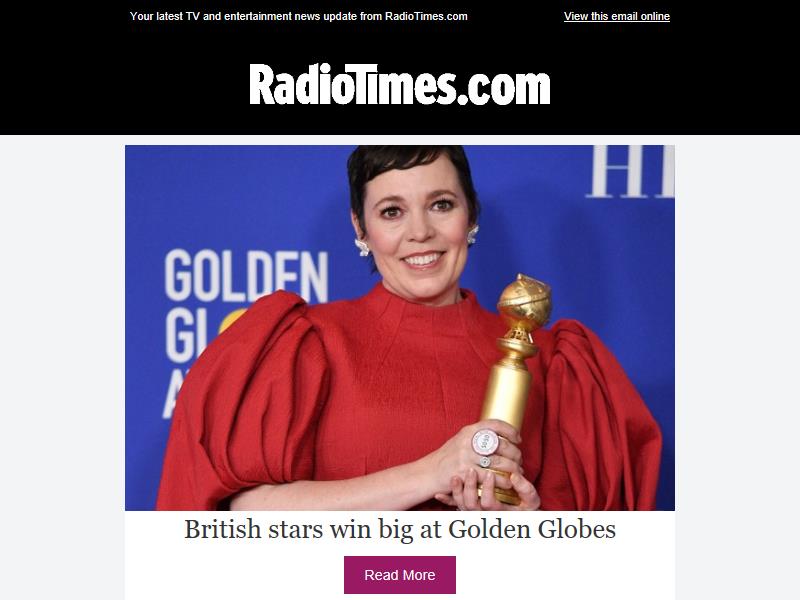 Your latest TV and entertainment news update from RadioTimes.com
View this email online
RadioTimes.com
HF
GOLDEN
GL
A
British stars win big at Golden Globes
Read More